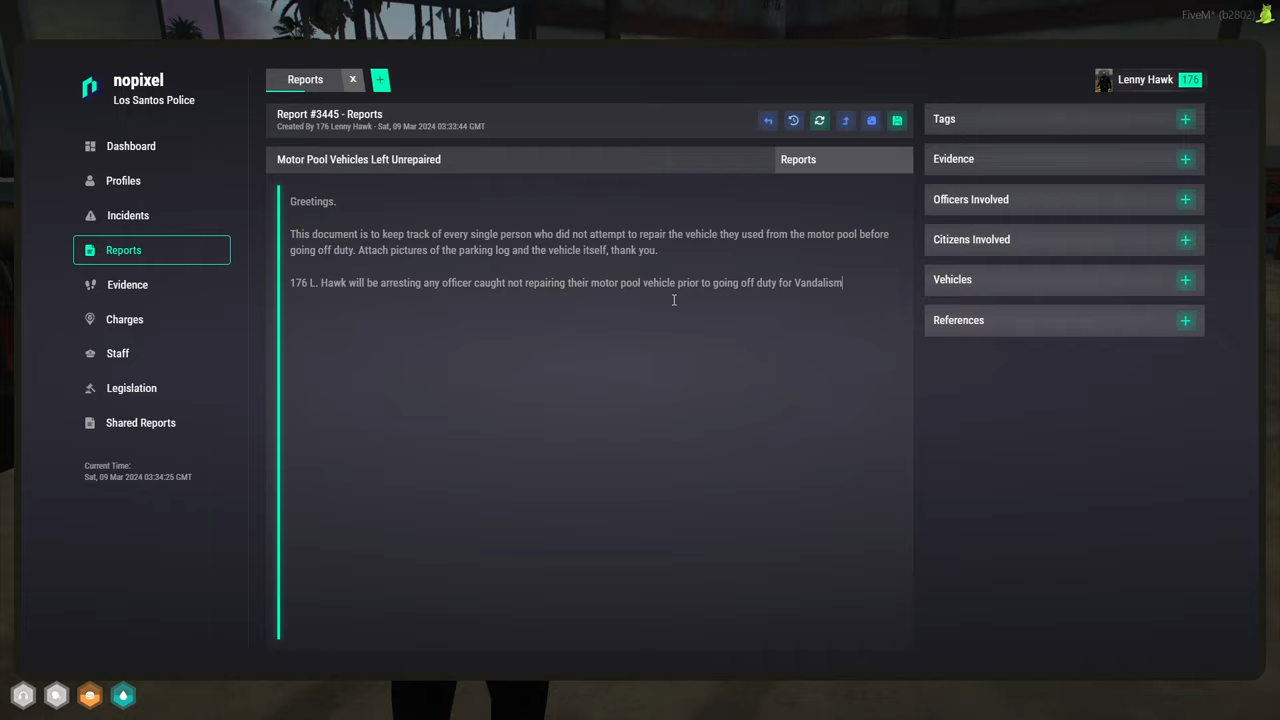 FiveM* (b2802)
nopixel
Los Santos Police
Reports
x
+
Lenny Hawk 176
Report #3445 - Reports
Created By 176 Lenny Hawk - Sat, 09 Mar 2024 03:33:44 GMT
Motor Pool Vehicles Left Unrepaired
Reports
Greetings.
This document is to keep track of every single person who did not attempt to repair the vehicle they used from the motor pool before
going off duty. Attach pictures of the parking log and the vehicle itself, thank you.
176 L. Hawk will be arresting any officer caught not repairing their motor pool vehicle prior to going off duty for Vandalism
Dashboard
Profiles
Incidents
Reports
Evidence
Charges
Staff
Legislation
Shared Reports
Current Time:
Sat, 09 Mar 2024 03:34:25 GMT
Tags +
Evidence +
Officers Involved +
Citizens Involved +
Vehicles +
References +